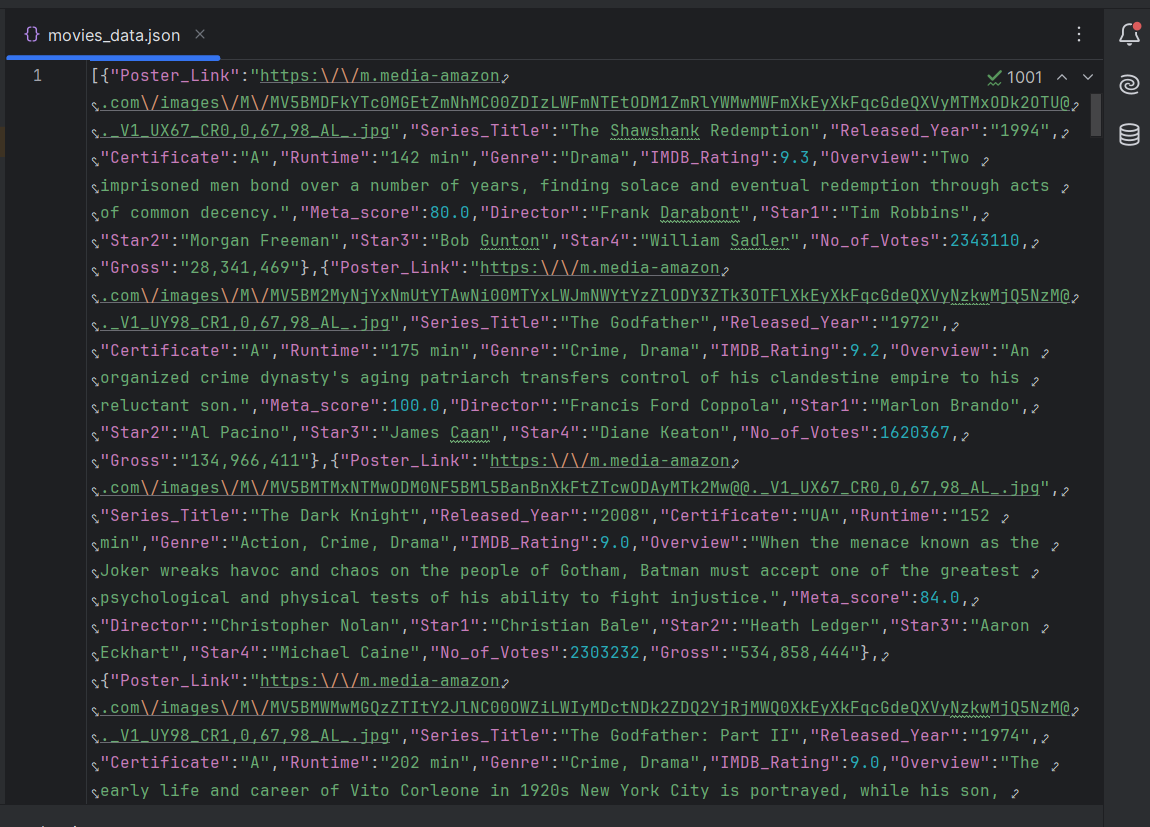 {} movies_data.json ×
1 [{"Poster_Link":"https:\/\/m.media-amazon
1001
.com\/images\/M\/MV5BMDFkYTc0MGEtZmNhMC00ZDIzLWFmNTEtODM1ZmRlYWMwMWFmXkEyXkFqcGdeQXVyMTMxODk2OTU@
._V1_UX67_CR0,0,67,98_AL_.jpg","Series_Title":"The Shawshank Redemption","Released_Year":"1994",
"Certificate":"A","Runtime":"142 min","Genre":"Drama","IMDB_Rating":9.3,"Overview":"Two
imprisoned men bond over a number of years, finding solace and eventual redemption through acts
of common decency.","Meta_score":80.0,"Director":"Frank Darabont","Star1":"Tim Robbins",
"Star2":"Morgan Freeman","Star3":"Bob Gunton","Star4":"William Sadler","No_of_Votes":2343110,
"Gross":"28,341,469"},{"Poster_Link":"https:\/\/m.media-amazon
.com\/images\/M\/MV5BM2MyNjYxNmUtYTAwNi00MTYxLWJmNWYtYzZlODY3ZTk3OTFlXkEyXkFqcGdeQXVyNzkwMjQ5NzM@
._V1_UY98_CR1,0,67,98_AL_.jpg","Series_Title":"The Godfather","Released_Year":"1972",
"Certificate":"A","Runtime":"175 min","Genre":"Crime, Drama","IMDB_Rating":9.2,"Overview":"An
organized crime dynasty's aging patriarch transfers control of his clandestine empire to his
reluctant son.","Meta_score":100.0,"Director":"Francis Ford Coppola","Star1":"Marlon Brando",
"Star2":"Al Pacino","Star3":"James Caan","Star4":"Diane Keaton","No_of_Votes":1620367,
"Gross":"134,966,411"},{"Poster_Link":"https:\/\/m.media-amazon
.com\/images\/M\/MV5BMTMxNTMwODM0NF5BMl5BanBnXkFtZTcwODAyMTk2Mw@@._V1_UX67_CR0,0,67,98_AL_.jpg",
"Series_Title":"The Dark Knight","Released_Year":"2008","Certificate":"UA","Runtime":"152
min","Genre":"Action, Crime, Drama","IMDB_Rating":9.0,"Overview":"When the menace known as the
Joker wreaks havoc and chaos on the people of Gotham, Batman must accept one of the greatest
psychological and physical tests of his ability to fight injustice.","Meta_score":84.0,
"Director":"Christopher Nolan","Star1":"Christian Bale","Star2":"Heath Ledger","Star3":"Aaron
Eckhart","Star4":"Michael Caine","No_of_Votes":2303232,"Gross":"534,858,444"},
{"Poster_Link":"https:\/\/m.media-amazon
.com\/images\/M\/MV5BMWMwMGQzZTItY2JlNC00OWZiLWIyMDctNDk2ZDQ2YjRjMWQ0XkEyXkFqcGdeQXVyNzkwMjQ5NzM@
._V1_UY98_CR1,0,67,98_AL_.jpg","Series_Title":"The Godfather: Part II","Released_Year":"1974",
"Certificate":"A","Runtime":"202 min","Genre":"Crime, Drama","IMDB_Rating":9.0,"Overview":"The
early life and career of Vito Corleone in 1920s New York City is portrayed, while his son,